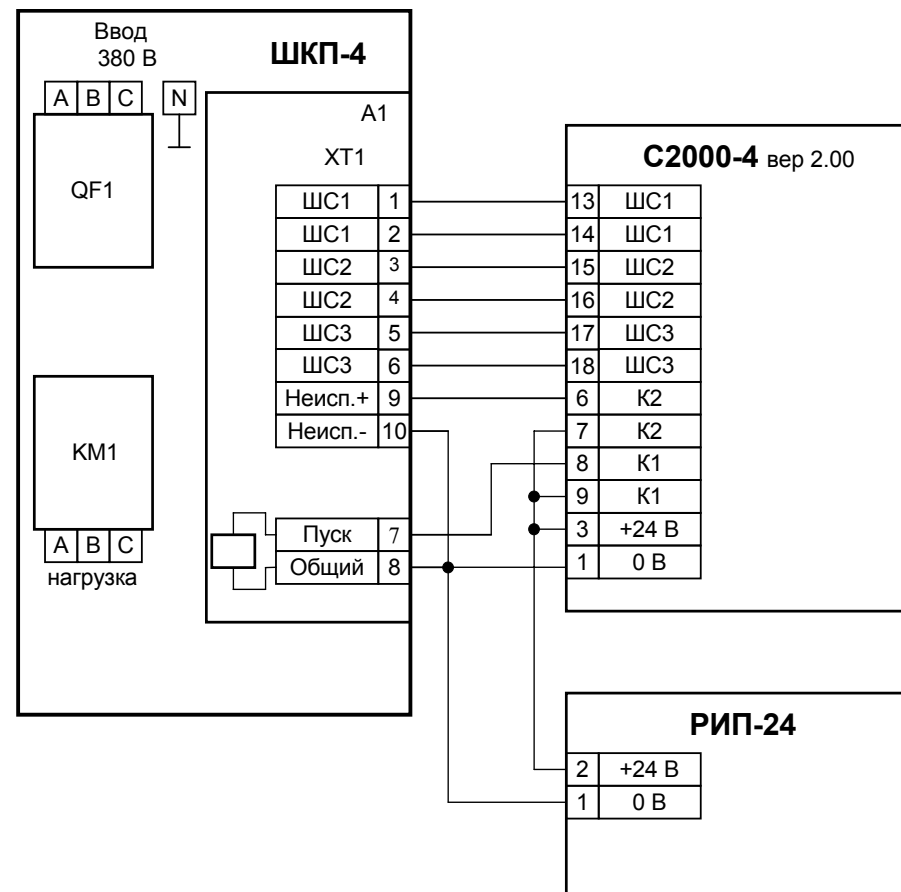 Ввод
380 В
ШКП-4
A B C N
QF1
A1
XT1
ШС1 1
ШС1 2
ШС2 3
ШС2 4
ШС3 5
ШС3 6
Неисп.+ 9
Неисп.- 10
Пуск 7
Общий 8
KM1
A B C
нагрузка
С2000-4 вер 2.00
13 ШС1
14 ШС1
15 ШС2
16 ШС2
17 ШС3
18 ШС3
6 К2
7 К2
8 К1
9 К1
3 +24 В
1 0 В
РИП-24
2 +24 В
1 0 В